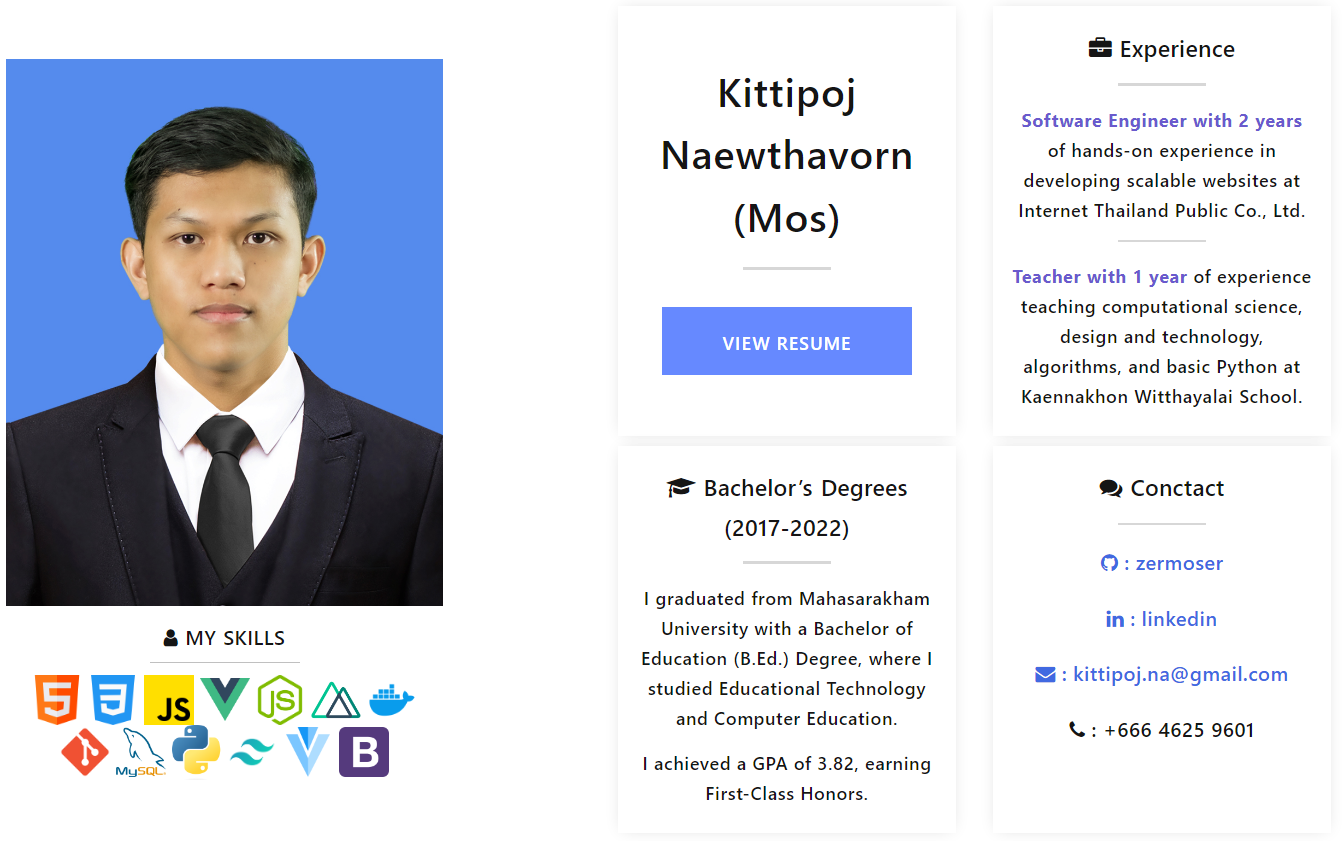 MY SKILLS
5
3
JS
JS
MySQL
B
Kittipoj
Naewthavorn
(Mos)
VIEW RESUME
Experience
Software Engineer with 2 years
of hands-on experience in
developing scalable websites at
Internet Thailand Public Co., Ltd.
Teacher with 1 year of experience
teaching computational science,
design and technology,
algorithms, and basic Python at
Kaennakhon Witthayalai School.
Bachelor’s Degrees
(2017-2022)
I graduated from Mahasarakham
University with a Bachelor of
Education (B.Ed.) Degree, where I
studied Educational Technology
and Computer Education.
I achieved a GPA of 3.82, earning
First-Class Honors.
Conctact
: zermoser
in : linkedin
: kittipoj.na@gmail.com
: +666 4625 9601